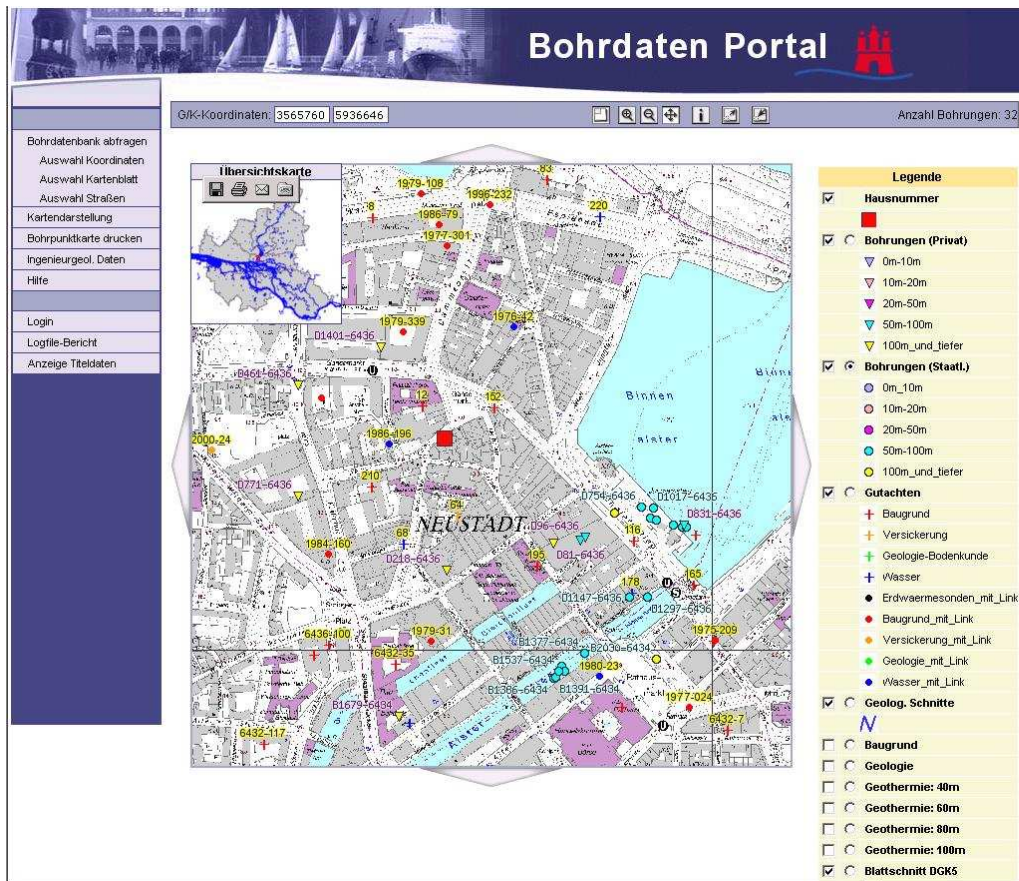 Bohrdaten Portal
G/K-Koordinaten: 3565760 5936646
Anzahl Bohrungen: 32
Bohrdatenbank abfragen
Auswahl Koordinaten
Auswahl Kartenblatt
Auswahl Straßen
Kartendarstellung
Bohrpunktkarte drucken
Ingenieurgeol. Daten
Hilfe
Login
Logfile-Bericht
Anzeige Titeldaten
Übersichtskarte
1979-108
83
8
1996-232
220
1986-79
1977-301
1976-42
1979-339
D1401-6436
D461-6436
12
152
Binnen
alster
1986-196
2000-24
210
D771-6436
64
NEUSTADT
D754-6436
D1017-6436
D831-6436
68
D96-6436
116
1984-160
D218-6436
195
D81-6436
178
165
D1147-6436
D1297-6436
6436-100
1979-31
B1377-6434
B2030-6434
1975-209
6432-35
B1537-6434
1980-23
B1386-6434
B1391-6434
B1679-6434
1977-024
6432-7
6432-117
Legende
Hausnummer
Bohrungen (Privat)
0m-10m
10m-20m
20m-50m
50m-100m
100m_und_tiefer
Bohrungen (Staatl.)
0m_10m
10m-20m
20m-50m
50m-100m
100m_und_tiefer
Gutachten
Baugrund
Versickerung
Geologie-Bodenkunde
Wasser
Erdwaermesonden_mit_Link
Baugrund_mit_Link
Versickerung_mit_Link
Geologie_mit_Link
Wasser_mit_Link
Geolog. Schnitte
Baugrund
Geologie
Geothermie: 40m
Geothermie: 60m
Geothermie: 80m
Geothermie: 100m
Blattschnitt DGK5